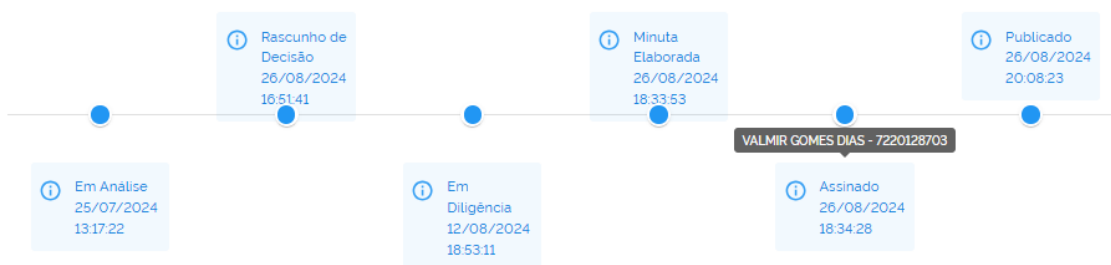 Rascunho de
Decisão
26/08/2024
16:51:41
Minuta
Elaborada
26/08/2024
18:33:53
Publicado
26/08/2024
20:08:23
VALMIR GOMES DIAS - 7220128703
Em Análise
25/07/2024
13:17:22
Em
Diligência
12/08/2024
18:53:11
Assinado
26/08/2024
18:34:28